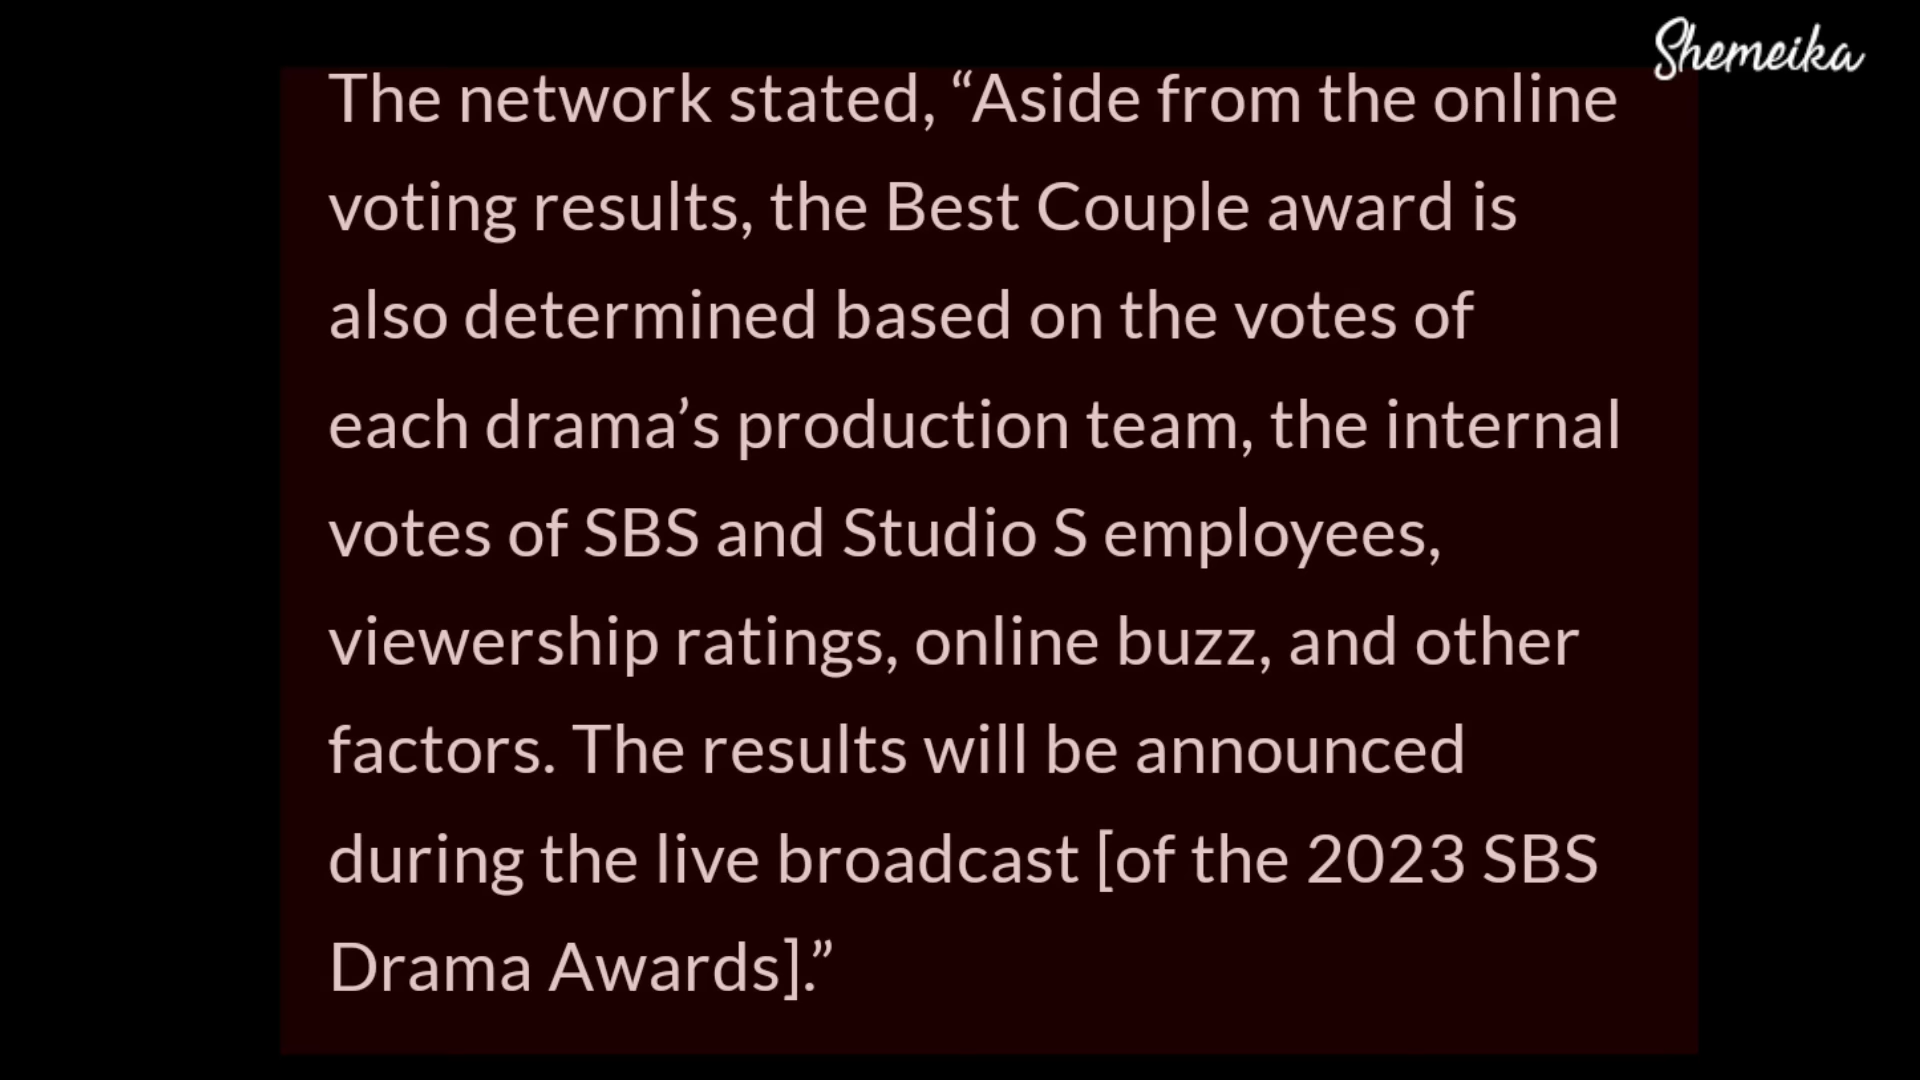 Shemeika
The network stated, “Aside from the online
voting results, the Best Couple award is
also determined based on the votes of
each drama’s production team, the internal
votes of SBS and Studio S employees,
viewership ratings, online buzz, and other
factors. The results will be announced
during the live broadcast [of the 2023 SBS
Drama Awards].”